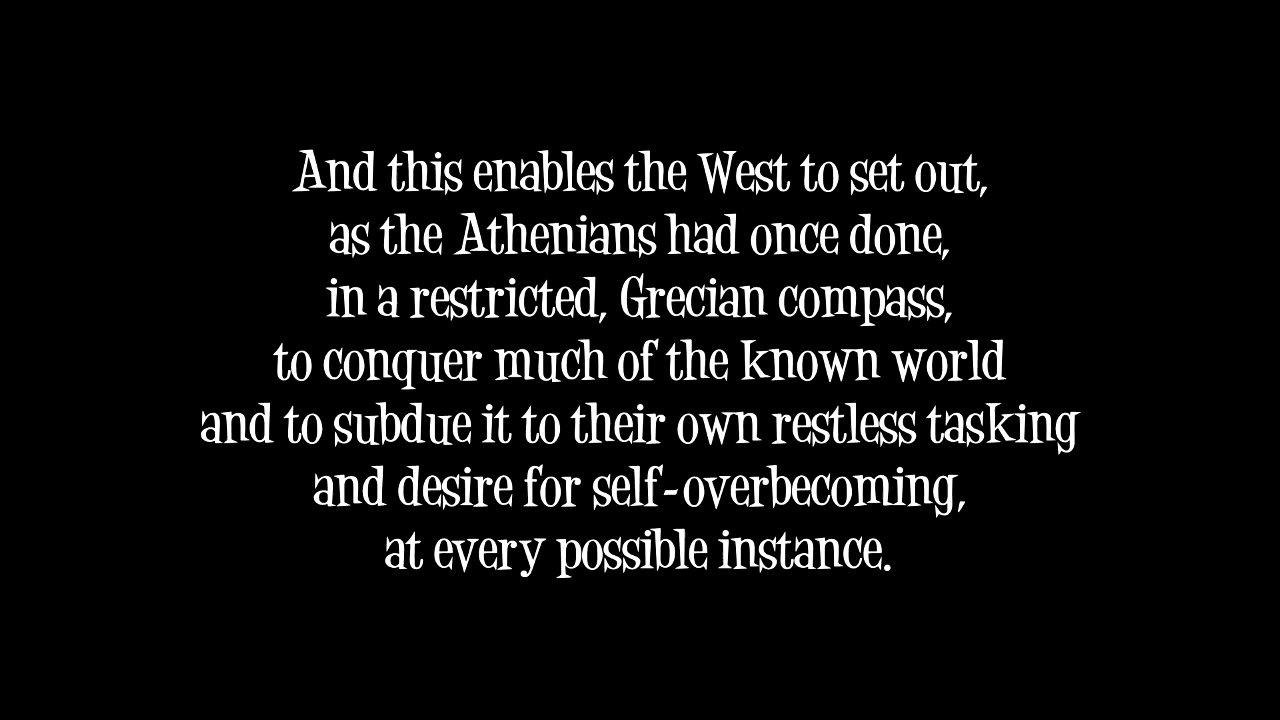 And this enables the West to set out,
as the Athenians had once done,
in a restricted, Grecian compass,
to conquer much of the known world
and to subdue it to their own restless tasking
and desire for self-overbecoming,
at every possible instance.